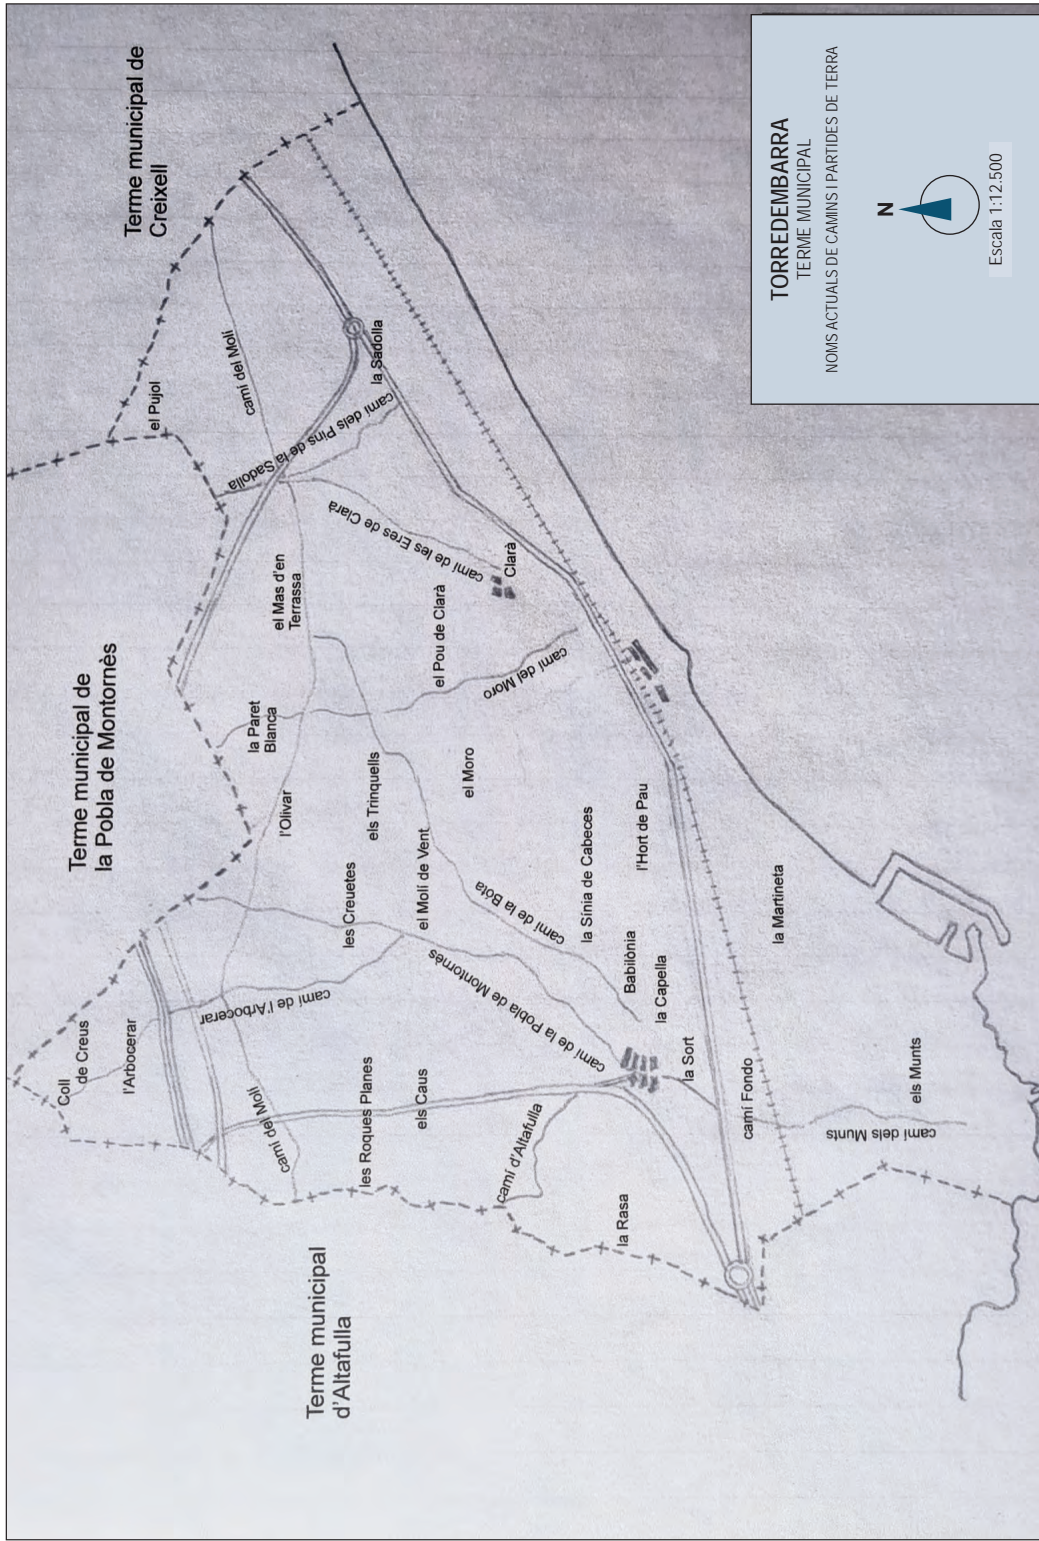 Terme municipal de
la Pobla de Montornès
Terme municipal de
Creixell
Terme municipal
d'Altafulla
Coll
de Creus
l'Arbocerar
camí de l'Arbocerar
camí del Molí
les Roques Planes
els Caus
camí d'Altafulla
la Rasa
les Creuetes
el Molí de Vent
camí de la Pobla de Montornès
camí de la Bota
l'Olivar
la Paret
Blanca
els Trinquells
el Moro
camí del Moro
el Mas d'en
Terrassa
el Pou de Clarà
Clarà
camí de les Eres de Clarà
camí dels Pins de la Sadolla
el Pujol
camí del Molí
la Sadolla
la Sínia de Cabeces
l'Hort de Pau
Babilònia
la Capella
la Sort
camí Fondo
la Martineta
els Munts
camí dels Munts
TORREDEMBARRA
TERME MUNICIPAL
NOMS ACTUALS DE CAMINS I PARTIDES DE TERRA
N
Escala 1:12.500